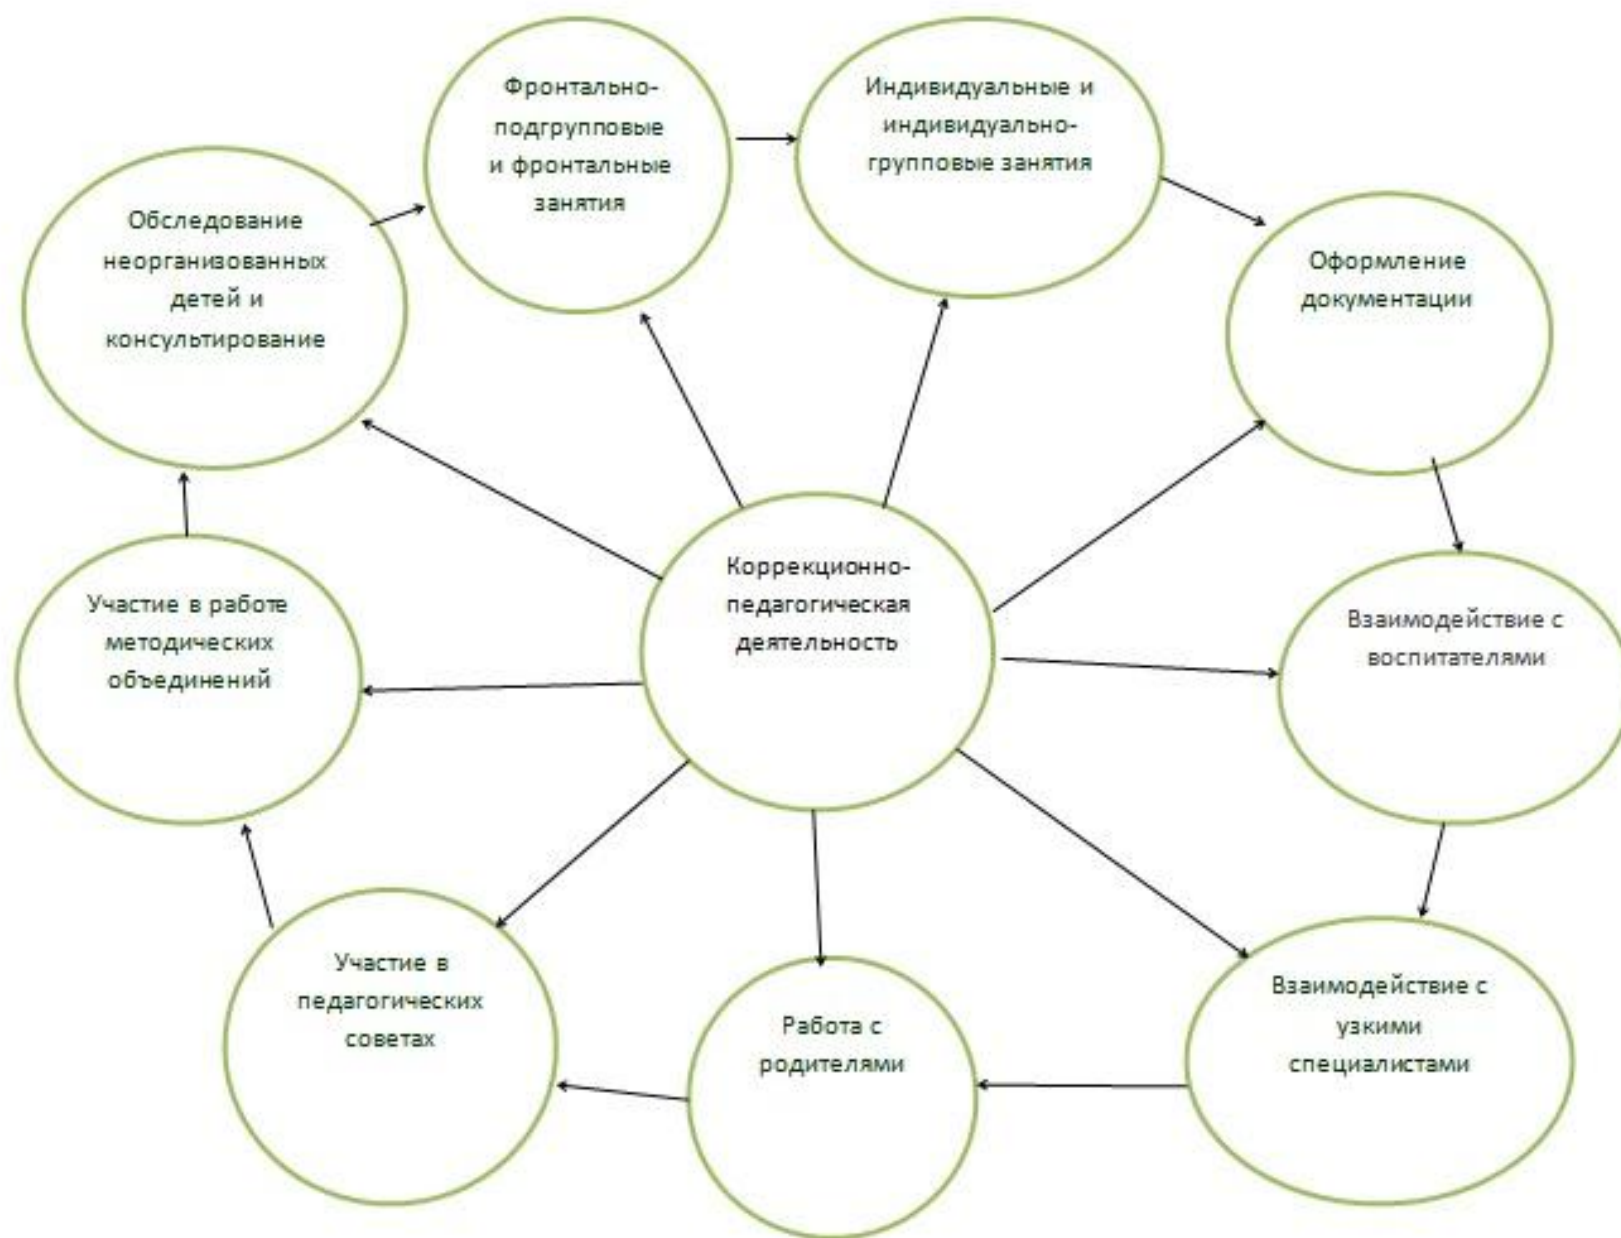 Фронтально-
подгрупповые
и фронтальные
занятия
Индивидуальные и
индивидуально-
групповые занятия
Обследование
неорганизованных
детей и
консультирование
Оформление
документации
Коррекционно-
педагогическая
деятельность
Участие в работе
методических
объединений
Взаимодействие с
воспитателями
Участие в
педагогических
советах
Работа с
родителями
Взаимодействие с
узкими
специалистами